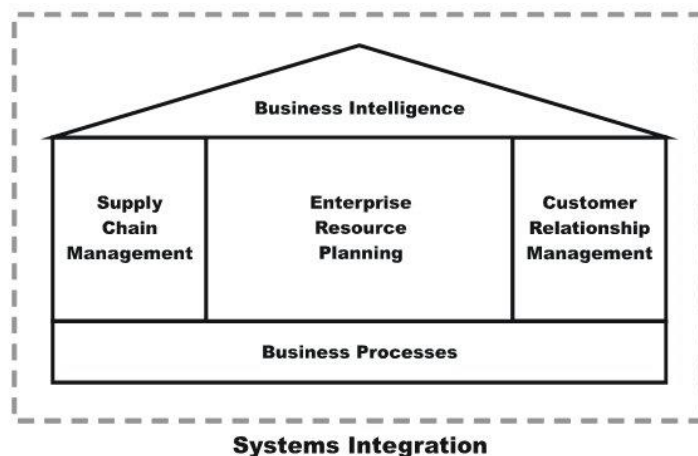 Business Intelligence
Supply
Chain
Management
Enterprise
Resource
Planning
Customer
Relationship
Management
Business Processes
Systems Integration